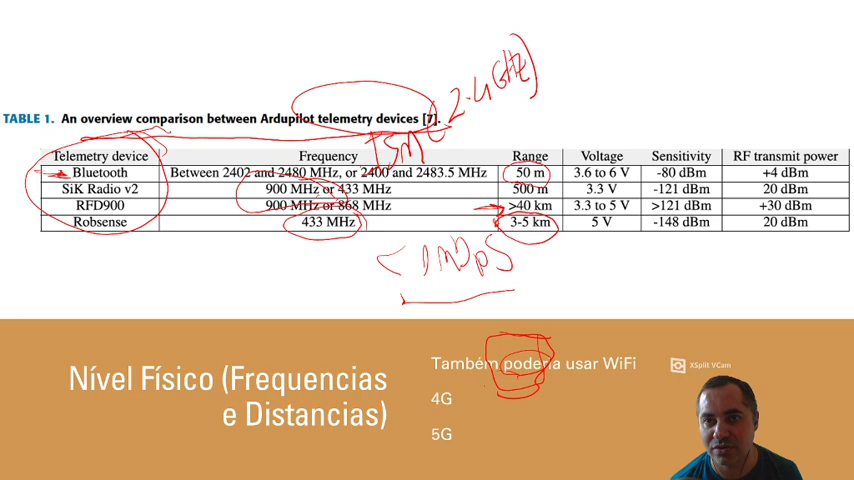 2.4GHz)
TABLE 1. An overview comparison between Ardupilot telemetry devices [7].
ISM
Telemetry device Frequency Range Voltage Sensitivity RF transmit power
Bluetooth Between 2402 and 2480 MHz, or 2400 and 2483.5 MHz 50 m 3.6 to 6 V -80 dBm +4 dBm
SiK Radio v2 900 MHz or 433 MHz 500 m 3.3 V -121 dBm 20 dBm
RFD900 900 MHz or 868 MHz >40 km 3.3 to 5 V >121 dBm +30 dBm
Robsense 433 MHz 3-5 km 5 V -148 dBm 20 dBm
Também poderia usar WiFi
XSplit VCam
Nível Físico (Frequencias
4G
e Distancias)
5G